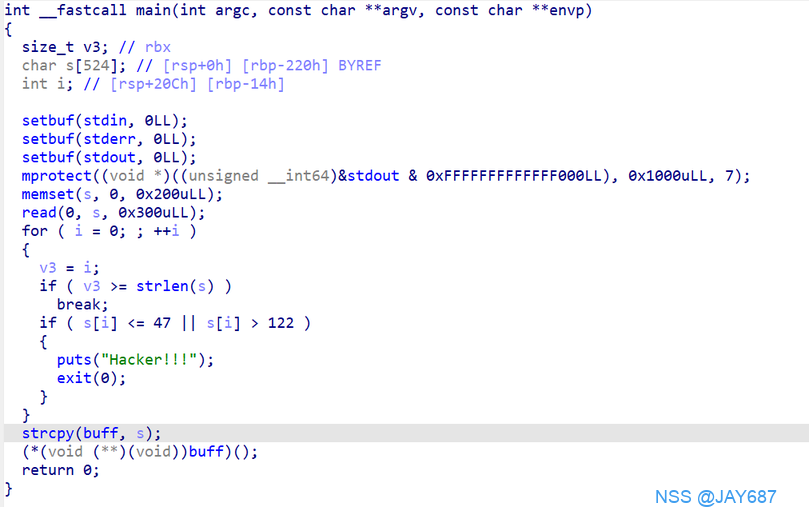 int __fastcall main(int argc, const char **argv, const char **envp)
{
  size_t v3; // rbx
  char s[524]; // [rsp+0h] [rbp-220h] BYREF
  int i; // [rsp+20Ch] [rbp-14h]

  setbuf(stdin, 0LL);
  setbuf(stderr, 0LL);
  setbuf(stdout, 0LL);
  mprotect((void *)((unsigned __int64)&stdout & 0xFFFFFFFFFFFFF000LL), 0x1000uLL, 7);
  memset(s, 0, 0x200uLL);
  read(0, s, 0x300uLL);
  for ( i = 0; ; ++i )
  {
    v3 = i;
    if ( v3 >= strlen(s) )
      break;
    if ( s[i] <= 47 || s[i] > 122 )
    {
      puts("Hacker!!!");
      exit(0);
    }
  }
  strcpy(buff, s);
  (*(void (**)(void))buff)();
  return 0;
}
NSS @JAY687